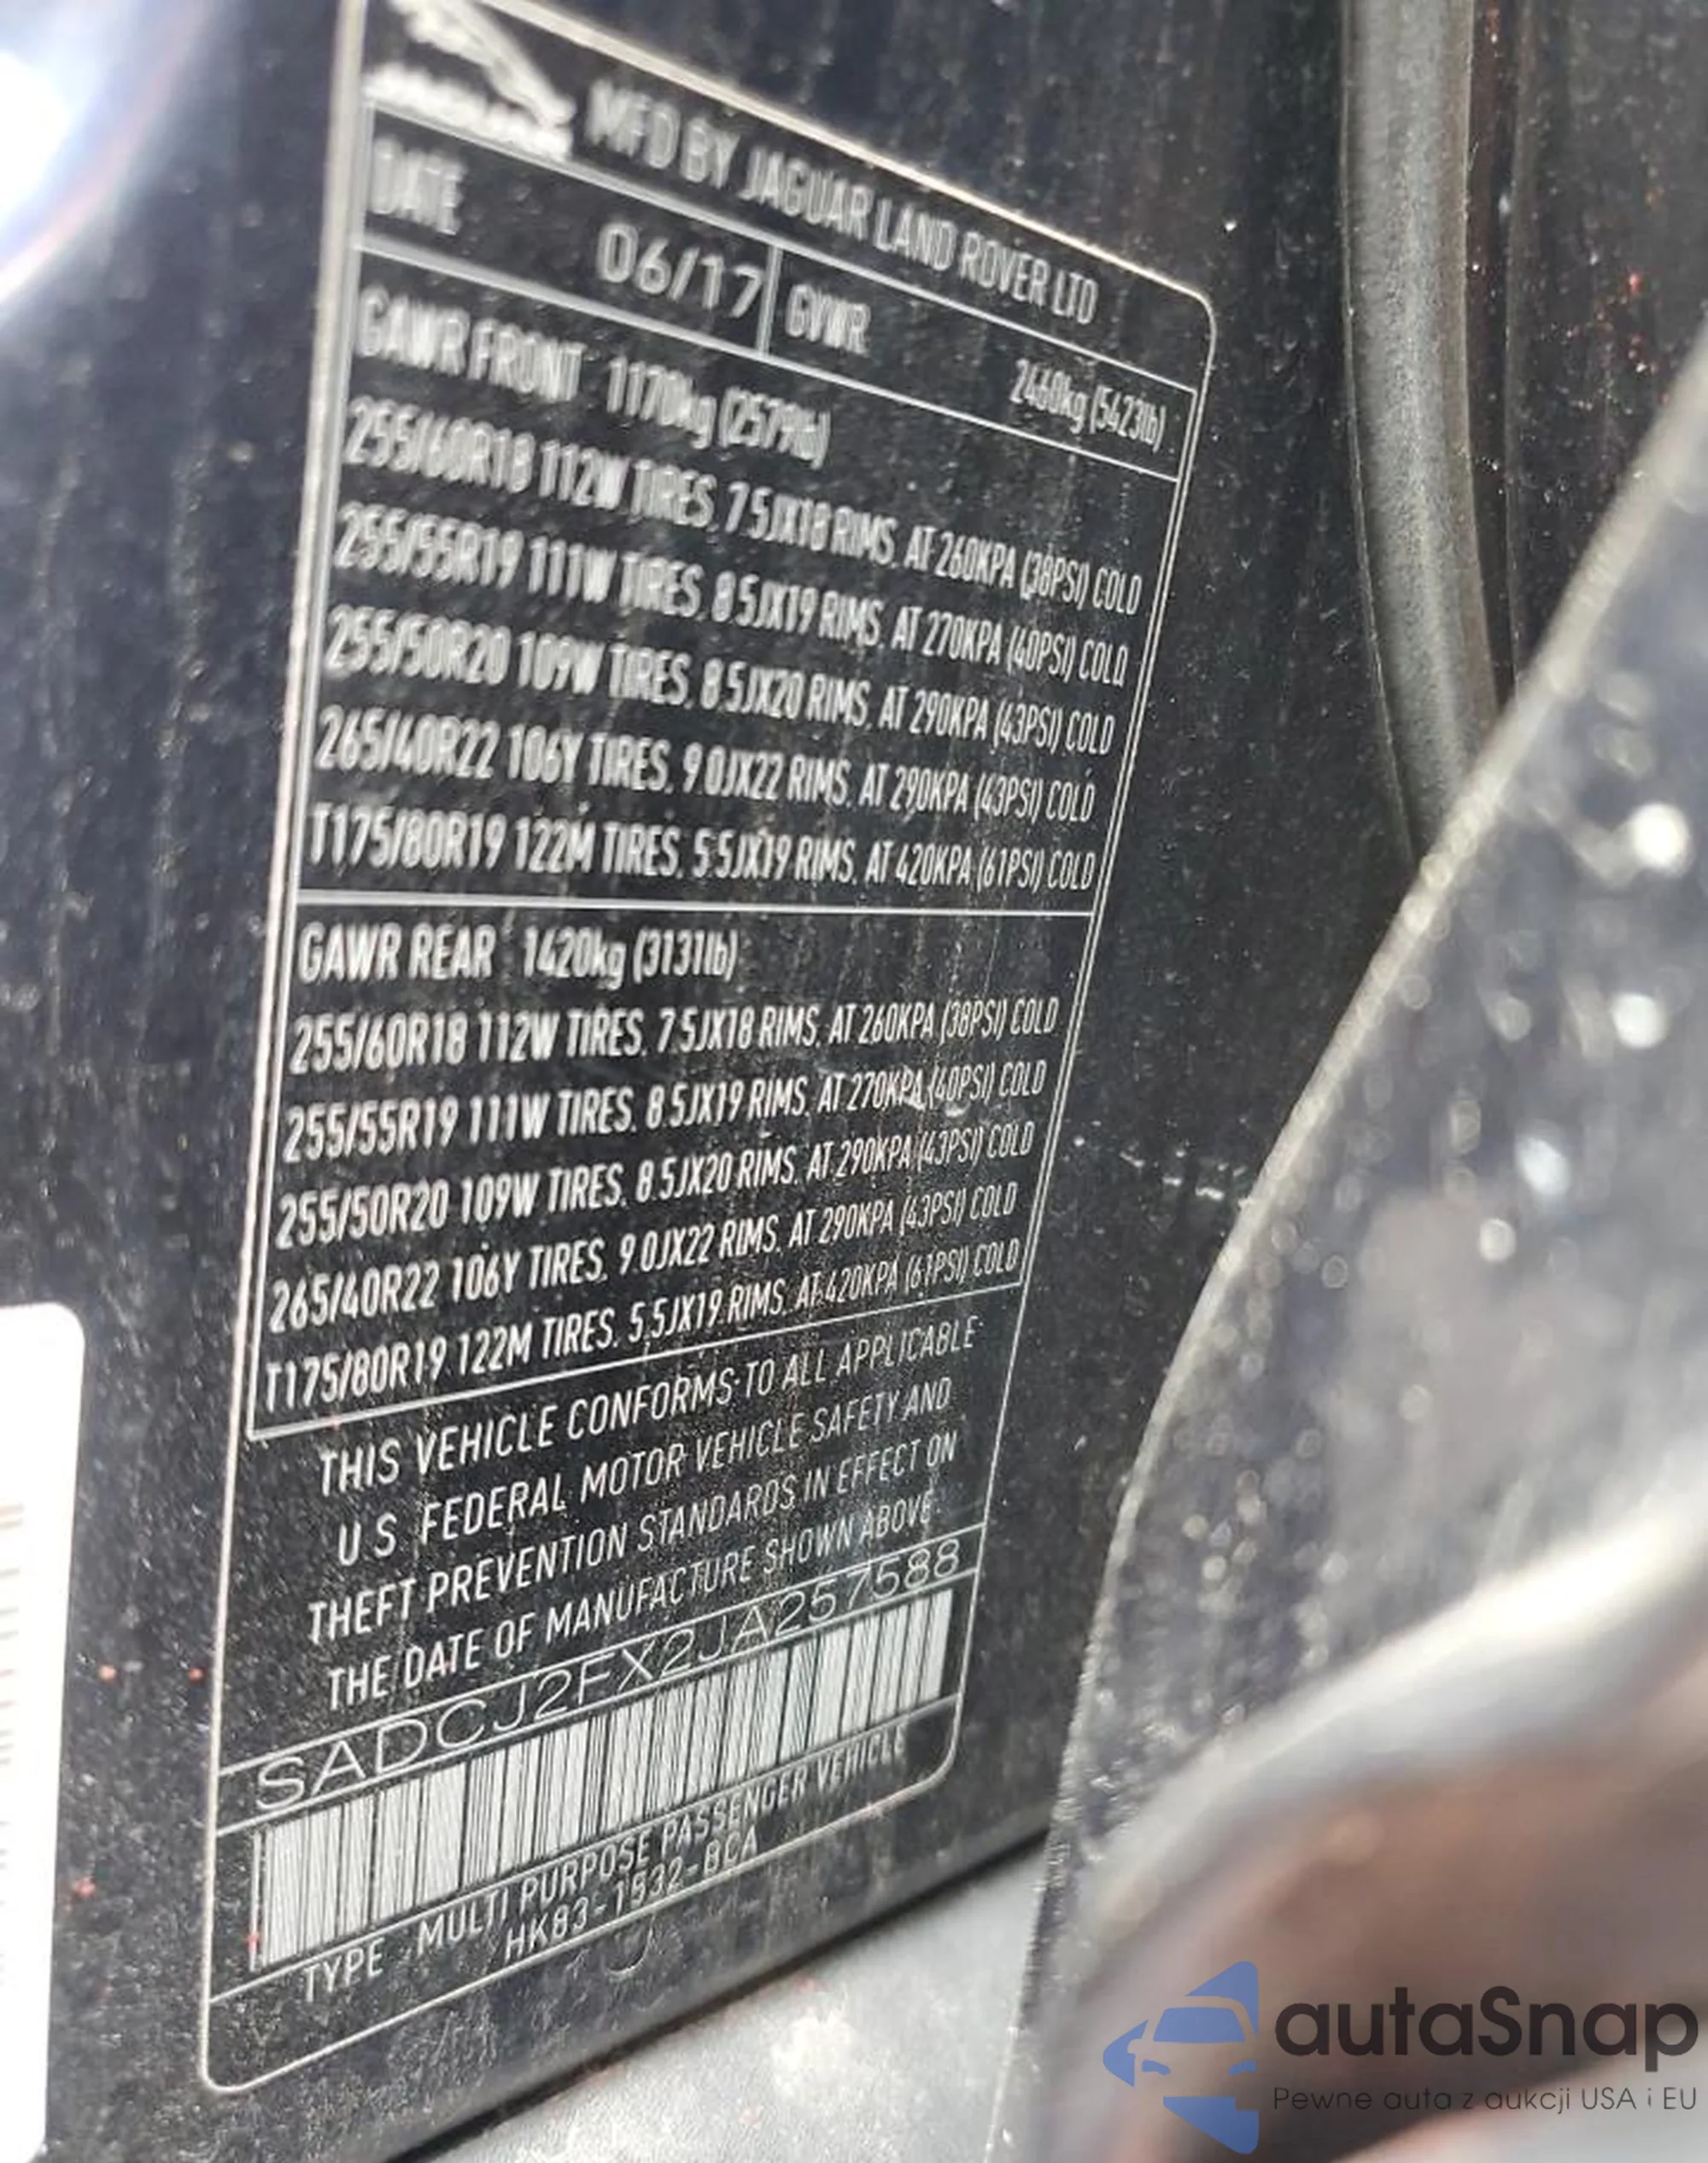 JAGUAR
MFD BY JAGUAR LAND ROVER LTD
DATE 06/17 GVWR 2460kg (5423lb)
GAWR FRONT 1170kg (2579lb)
255/60R18 112W TIRES, 7.5JX18 RIMS, AT 260KPA (38PSI) COLD
255/55R19 111W TIRES, 8.5JX19 RIMS, AT 270KPA (40PSI) COLD
255/50R20 109W TIRES, 8.5JX20 RIMS, AT 290KPA (43PSI) COLD
265/40R22 106Y TIRES, 9.0JX22 RIMS, AT 290KPA (43PSI) COLD
T175/80R19 122M TIRES, 5.5JX19 RIMS, AT 420KPA (61PSI) COLD
GAWR REAR 1420kg (3131lb)
255/60R18 112W TIRES, 7.5JX18 RIMS, AT 260KPA (38PSI) COLD
255/55R19 111W TIRES, 8.5JX19 RIMS, AT 270KPA (40PSI) COLD
255/50R20 109W TIRES, 8.5JX20 RIMS, AT 290KPA (43PSI) COLD
265/40R22 106Y TIRES, 9.0JX22 RIMS, AT 290KPA (43PSI) COLD
T175/80R19 122M TIRES, 5.5JX19 RIMS, AT 420KPA (61PSI) COLD
THIS VEHICLE CONFORMS TO ALL APPLICABLE
U.S. FEDERAL MOTOR VEHICLE SAFETY AND
THEFT PREVENTION STANDARDS IN EFFECT ON
THE DATE OF MANUFACTURE SHOWN ABOVE.
SADCJ2FX2JA257588
TYPE MULTI PURPOSE PASSENGER VEHICLE
HK83-1532-BCA
autaSnap
Pewne auta z aukcji USA i EU